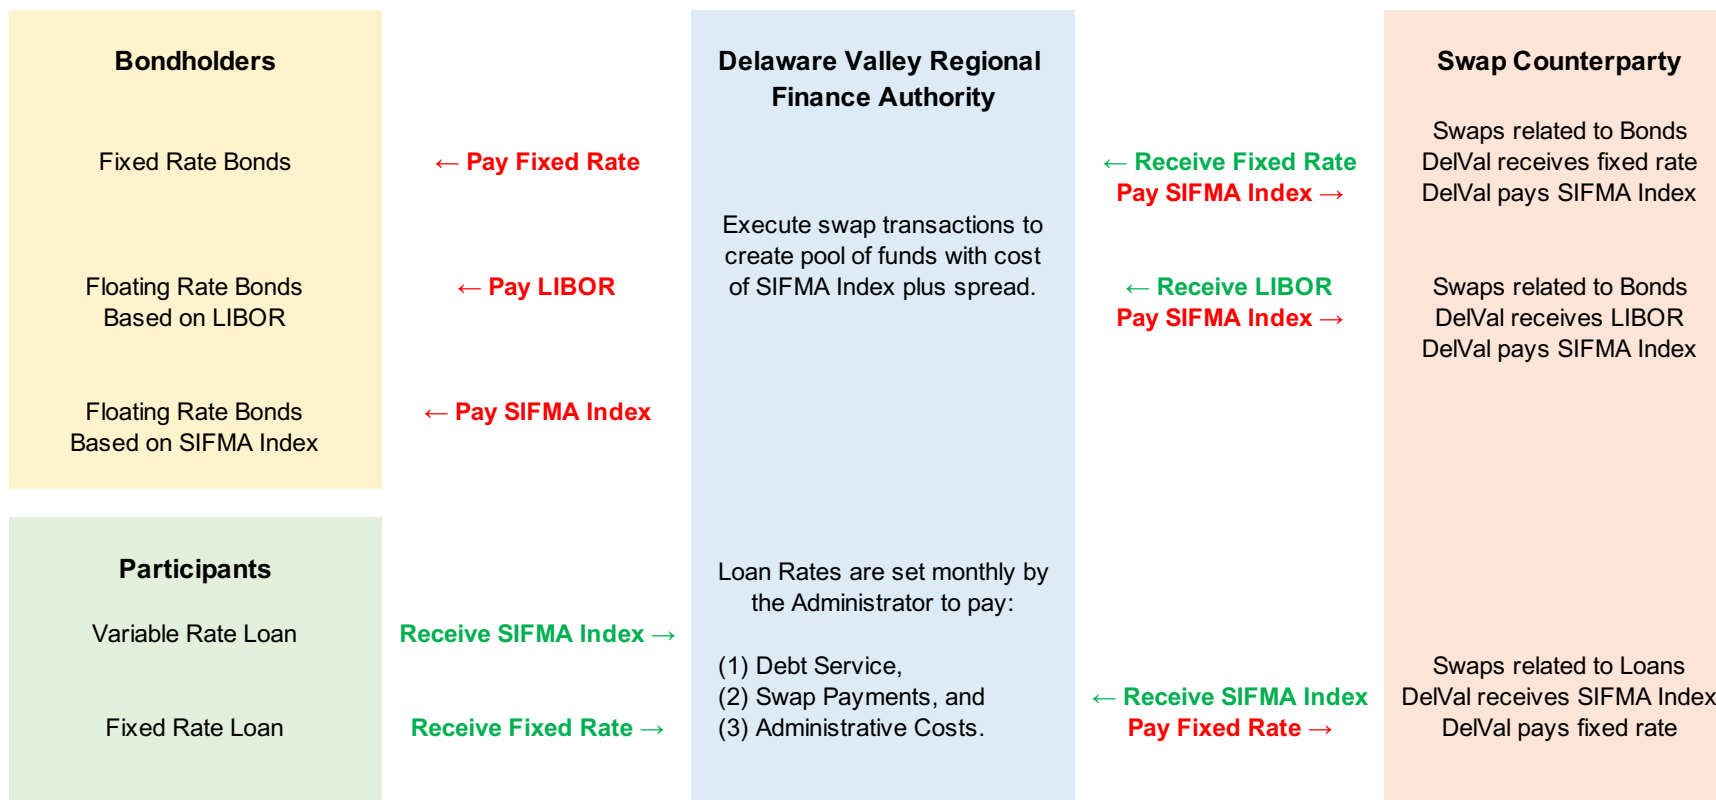 Bondholders
Fixed Rate Bonds
Floating Rate Bonds
Based on LIBOR
Floating Rate Bonds
Based on SIFMA Index
← Pay Fixed Rate
← Pay LIBOR
← Pay SIFMA Index
Delaware Valley Regional
Finance Authority
Execute swap transactions to
create pool of funds with cost
of SIFMA Index plus spread.
← Receive Fixed Rate
Pay SIFMA Index →
← Receive LIBOR
Pay SIFMA Index →
Swap Counterparty
Swaps related to Bonds
DelVal receives fixed rate
DelVal pays SIFMA Index
Swaps related to Bonds
DelVal receives LIBOR
DelVal pays SIFMA Index
Participants
Variable Rate Loan
Fixed Rate Loan
Receive SIFMA Index →
Receive Fixed Rate →
Loan Rates are set monthly by
the Administrator to pay:
(1) Debt Service,
(2) Swap Payments, and
(3) Administrative Costs.
← Receive SIFMA Index
Pay Fixed Rate →
Swaps related to Loans
DelVal receives SIFMA Index
DelVal pays fixed rate